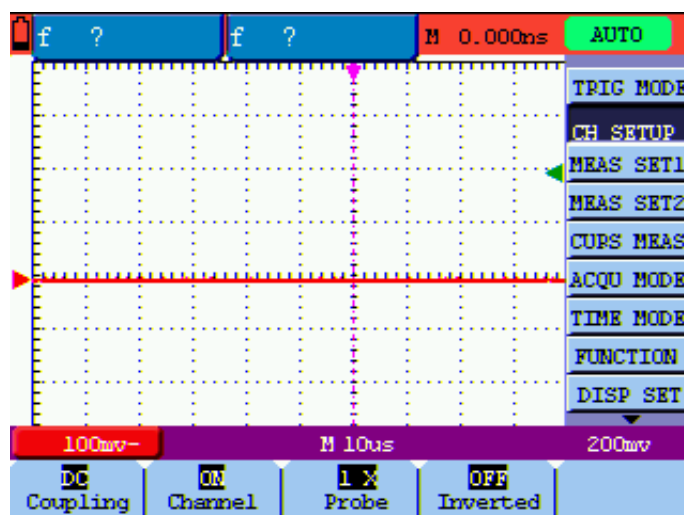 f ?
f ?
M 0.000ns
AUTO
TRIG MODE
CH SETUP
MEAS SET1
MEAS SET2
CUPS MEAS
ACQU MODE
TIME MODE
FUNCTION
DISP SET
100mv-
M 10us
200mv
DC
Coupling
ON
Channel
1 X
Probe
OFF
Inverted